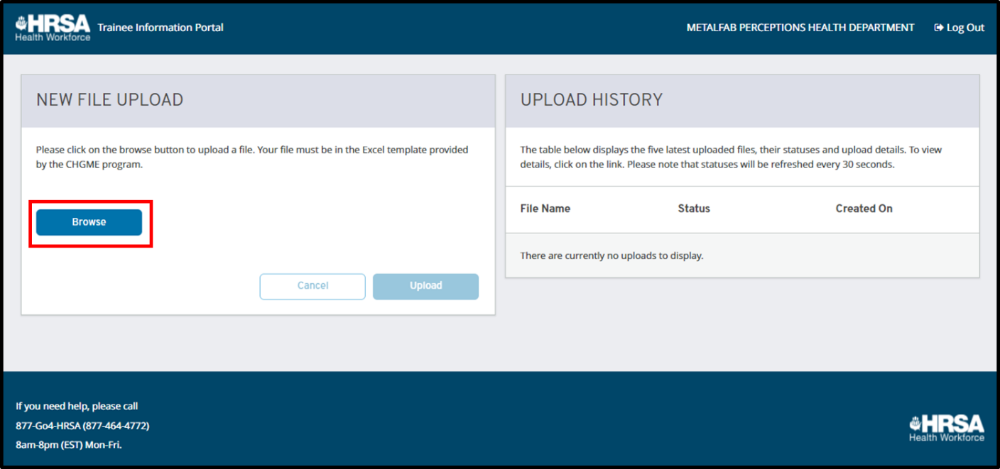 HRSA
Health Workforce
Trainee Information Portal
METALFAB PERCEPTIONS HEALTH DEPARTMENT
Log Out
NEW FILE UPLOAD
Please click on the browse button to upload a file. Your file must be in the Excel template provided
by the CHGME program.
Browse
Cancel
Upload
UPLOAD HISTORY
The table below displays the five latest uploaded files, their statuses and upload details. To view
details, click on the link. Please note that statuses will be refreshed every 30 seconds.
File Name
Status
Created On
There are currently no uploads to display.
If you need help, please call
877-Go4-HRSA (877-464-4772)
8am-8pm (EST) Mon-Fri.
HRSA
Health Workforce